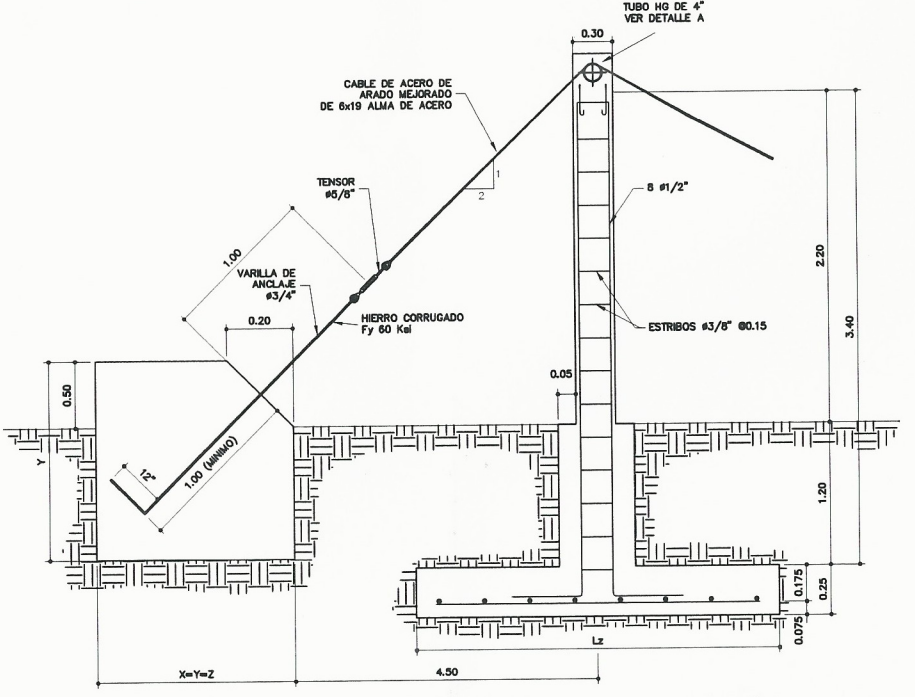 TUBO HG DE 4"
VER DETALLE A
0.30
CABLE DE ACERO DE
ARADO MEJORADO
DE 6x19 ALMA DE ACERO
TENSOR
ø5/8"
1
2
8 ø1/2"
1.00
VARILLA DE
ANCLAJE
ø3/4"
2.20
0.20
HIERRO CORRUGADO
Fy 60 Ksi
ESTRIBOS ø3/8" @0.15
3.40
0.50
0.05
Y
12"
1.00 (MINIMO)
1.20
0.175
0.25
0.075
Lz
X=Y=Z
4.50